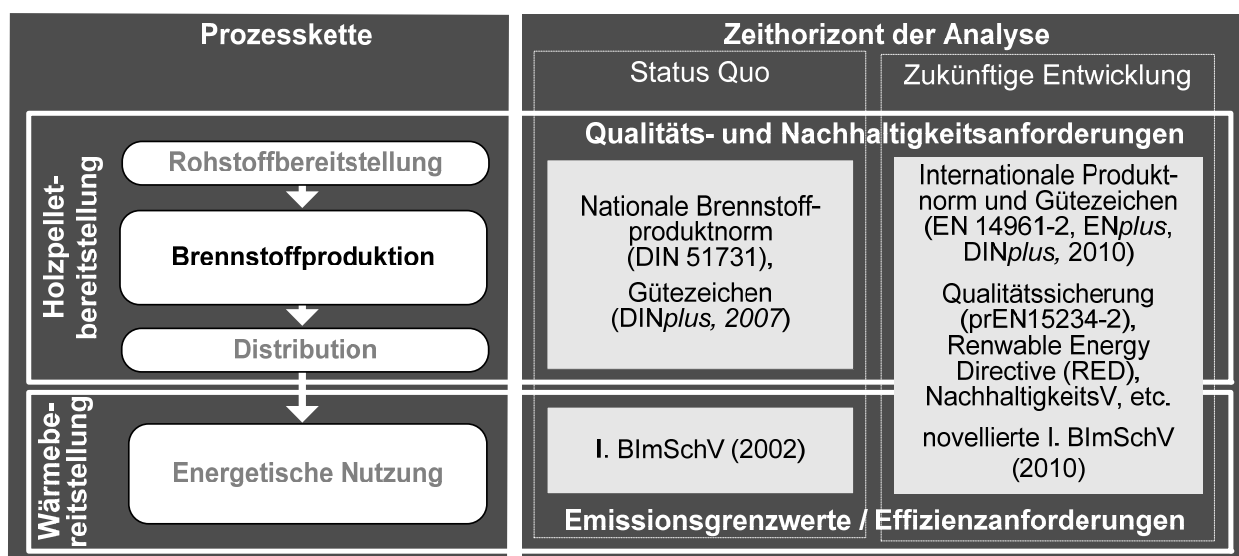 Prozesskette
Zeithorizont der Analyse
Status Quo
Zukünftige Entwicklung
Holzpellet-
bereitstellung
Rohstoffbereitstellung
Brennstoffproduktion
Distribution
Qualitäts- und Nachhaltigkeitsanforderungen
Nationale Brennstoff-
produktnorm
(DIN 51731),
Gütezeichen
(DINplus, 2007)
Internationale Produkt-
norm und Gütezeichen
(EN 14961-2, ENplus,
DINplus, 2010)
Qualitätssicherung
(prEN15234-2),
Renwable Energy
Directive (RED),
NachhaltigkeitsV, etc.
novellierte I. BImSchV
(2010)
Wärmebe-
reitstellung
Energetische Nutzung
I. BImSchV (2002)
Emissionsgrenzwerte / Effizienzanforderungen